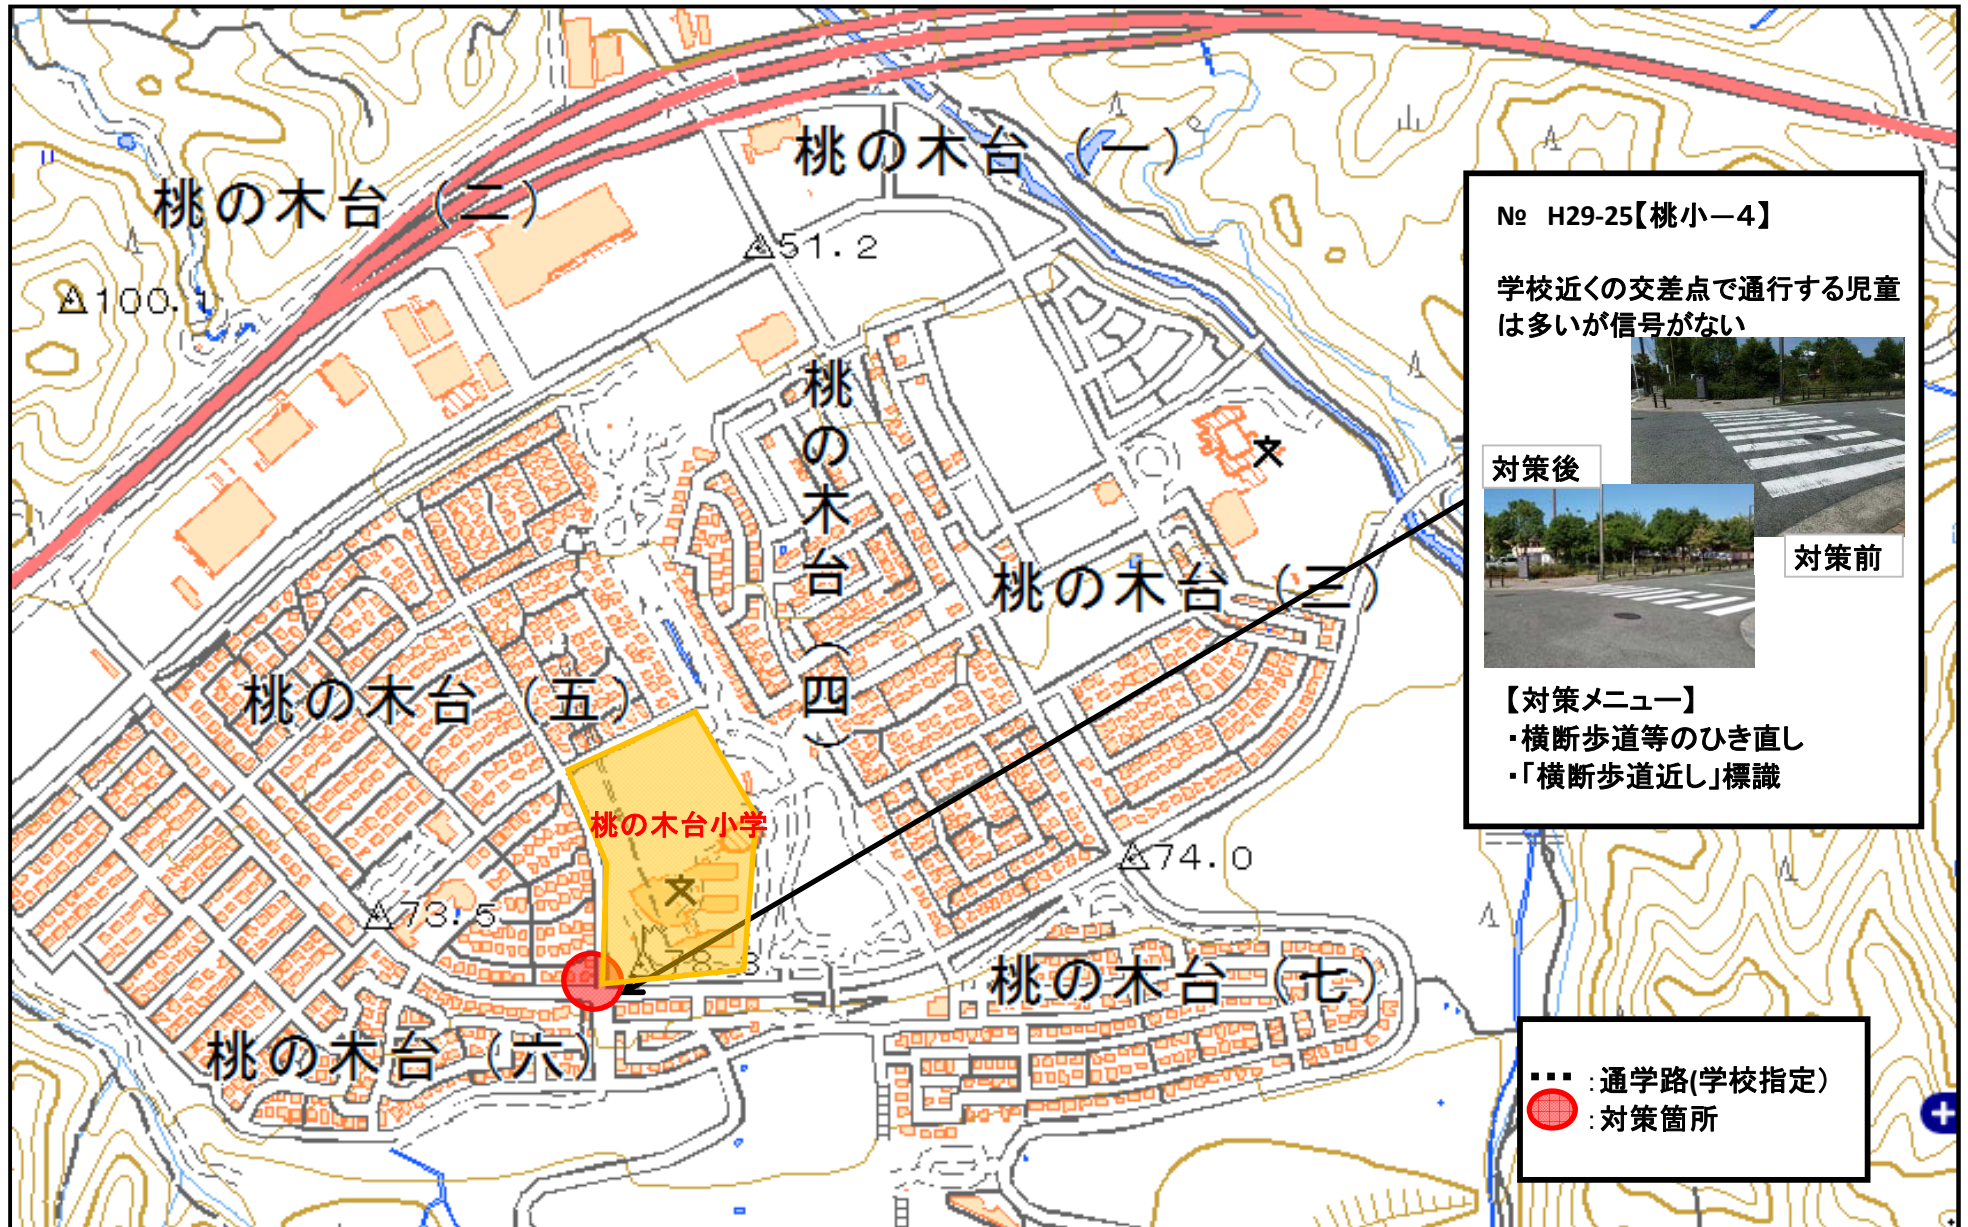 桃の木台（一）
桃の木台（二）
51.2
100.1
桃の木台（四）
桃の木台（三）
桃の木台（五）
桃の木台小学
74.0
73.5
桃の木台（七）
桃の木台（六）
№ H29-25【桃小－4】
学校近くの交差点で通行する児童
は多いが信号がない
対策後
対策前
【対策メニュー】
・横断歩道等のひき直し
・「横断歩道近し」標識
：通学路(学校指定）
：対策箇所